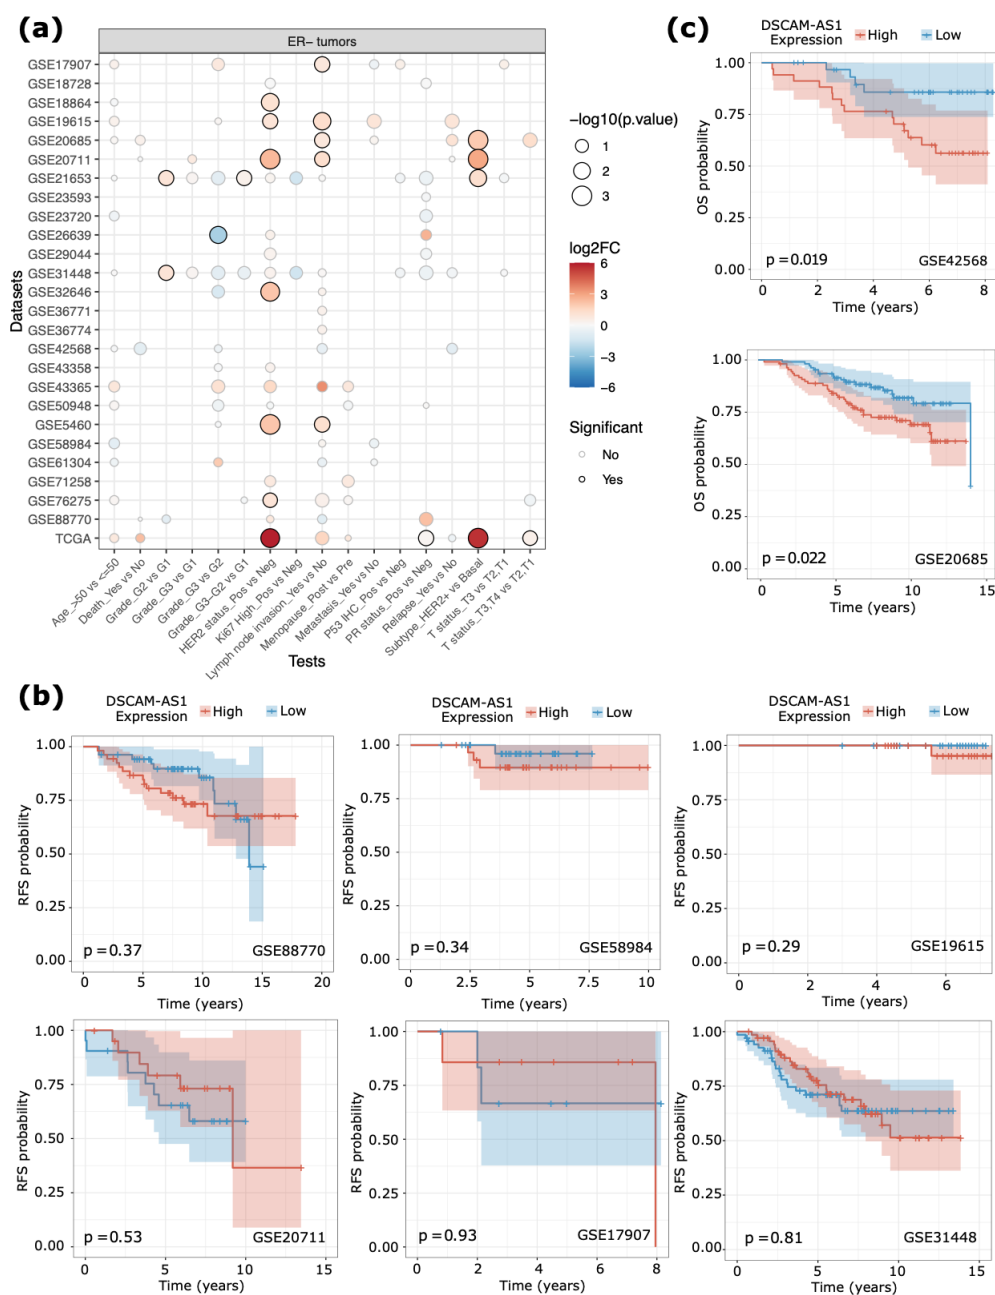 (a)
ER− tumors
Datasets
GSE17907
GSE18728
GSE18864
GSE19615
GSE20685
GSE20711
GSE21653
GSE23593
GSE23720
GSE26639
GSE29044
GSE31448
GSE32646
GSE36771
GSE36774
GSE42568
GSE43358
GSE43365
GSE50948
GSE5460
GSE58984
GSE61304
GSE71258
GSE76275
GSE88770
TCGA
Age_>50 vs <=50
Death_Yes vs No
Grade_G2 vs G1
Grade_G3 vs G1
Grade_G3 vs G2
Grade_G3-G2 vs G1
HER2 status_Pos vs Neg
Ki67 High_Pos vs Neg
Lymph node invasion_Yes vs No
Menopause_Post vs Pre
Metastasis_Yes vs No
P53 IHC_Pos vs Neg
PR status_Pos vs Neg
Relapse_Yes vs No
Subtype_HER2+ vs Basal
T status_T3 vs T2,T1
T status_T3,T4 vs T2,T1
Tests
−log10(p.value)
1
2
3
log2FC
6
3
0
−3
−6
Significant
No
Yes
(c)
DSCAM-AS1
Expression
High
Low
OS probability
1.00
0.75
0.50
0.25
0.00
p = 0.019
GSE42568
0 2 4 6 8
Time (years)
OS probability
1.00
0.75
0.50
0.25
0.00
p = 0.022
GSE20685
0 5 10 15
Time (years)
(b)
DSCAM-AS1
Expression
High
Low
RFS probability
1.00
0.75
0.50
0.25
0.00
p = 0.37
GSE88770
0 5 10 15 20
Time (years)
DSCAM-AS1
Expression
High
Low
RFS probability
1.00
0.75
0.50
0.25
0.00
p = 0.34
GSE58984
0 2.5 5.0 7.5 10.0
Time (years)
DSCAM-AS1
Expression
High
Low
RFS probability
1.00
0.75
0.50
0.25
0.00
p = 0.29
GSE19615
0 2 4 6
Time (years)
RFS probability
1.00
0.75
0.50
0.25
0.00
p = 0.53
GSE20711
0 5 10 15
Time (years)
RFS probability
1.00
0.75
0.50
0.25
0.00
p = 0.93
GSE17907
0 2 4 6 8
Time (years)
RFS probability
1.00
0.75
0.50
0.25
0.00
p = 0.81
GSE31448
0 5 10 15
Time (years)